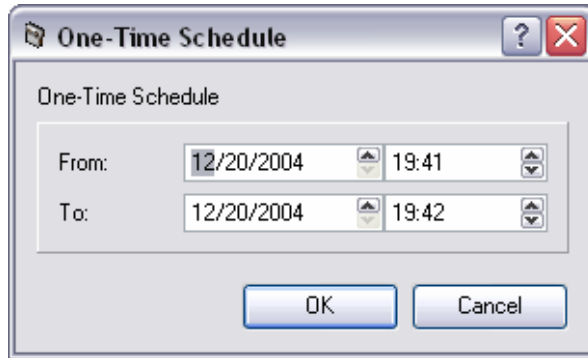 One-Time Schedule
One-Time Schedule
From: 12/20/2004 19:41
To: 12/20/2004 19:42
OK Cancel